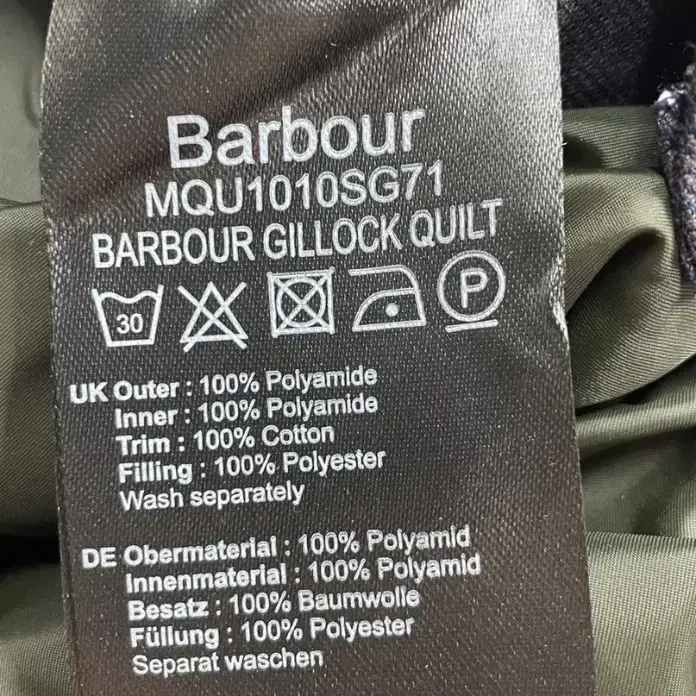 Barbour
MQU1010SG71
BARBOUR GILLOCK QUILT
30 P
UK Outer : 100% Polyamide
Inner : 100% Polyamide
Trim : 100% Cotton
Filling : 100% Polyester
Wash separately
DE Obermaterial : 100% Polyamid
Innenmaterial : 100% Polyamid
Besatz : 100% Baumwolle
Füllung : 100% Polyester
Separat waschen